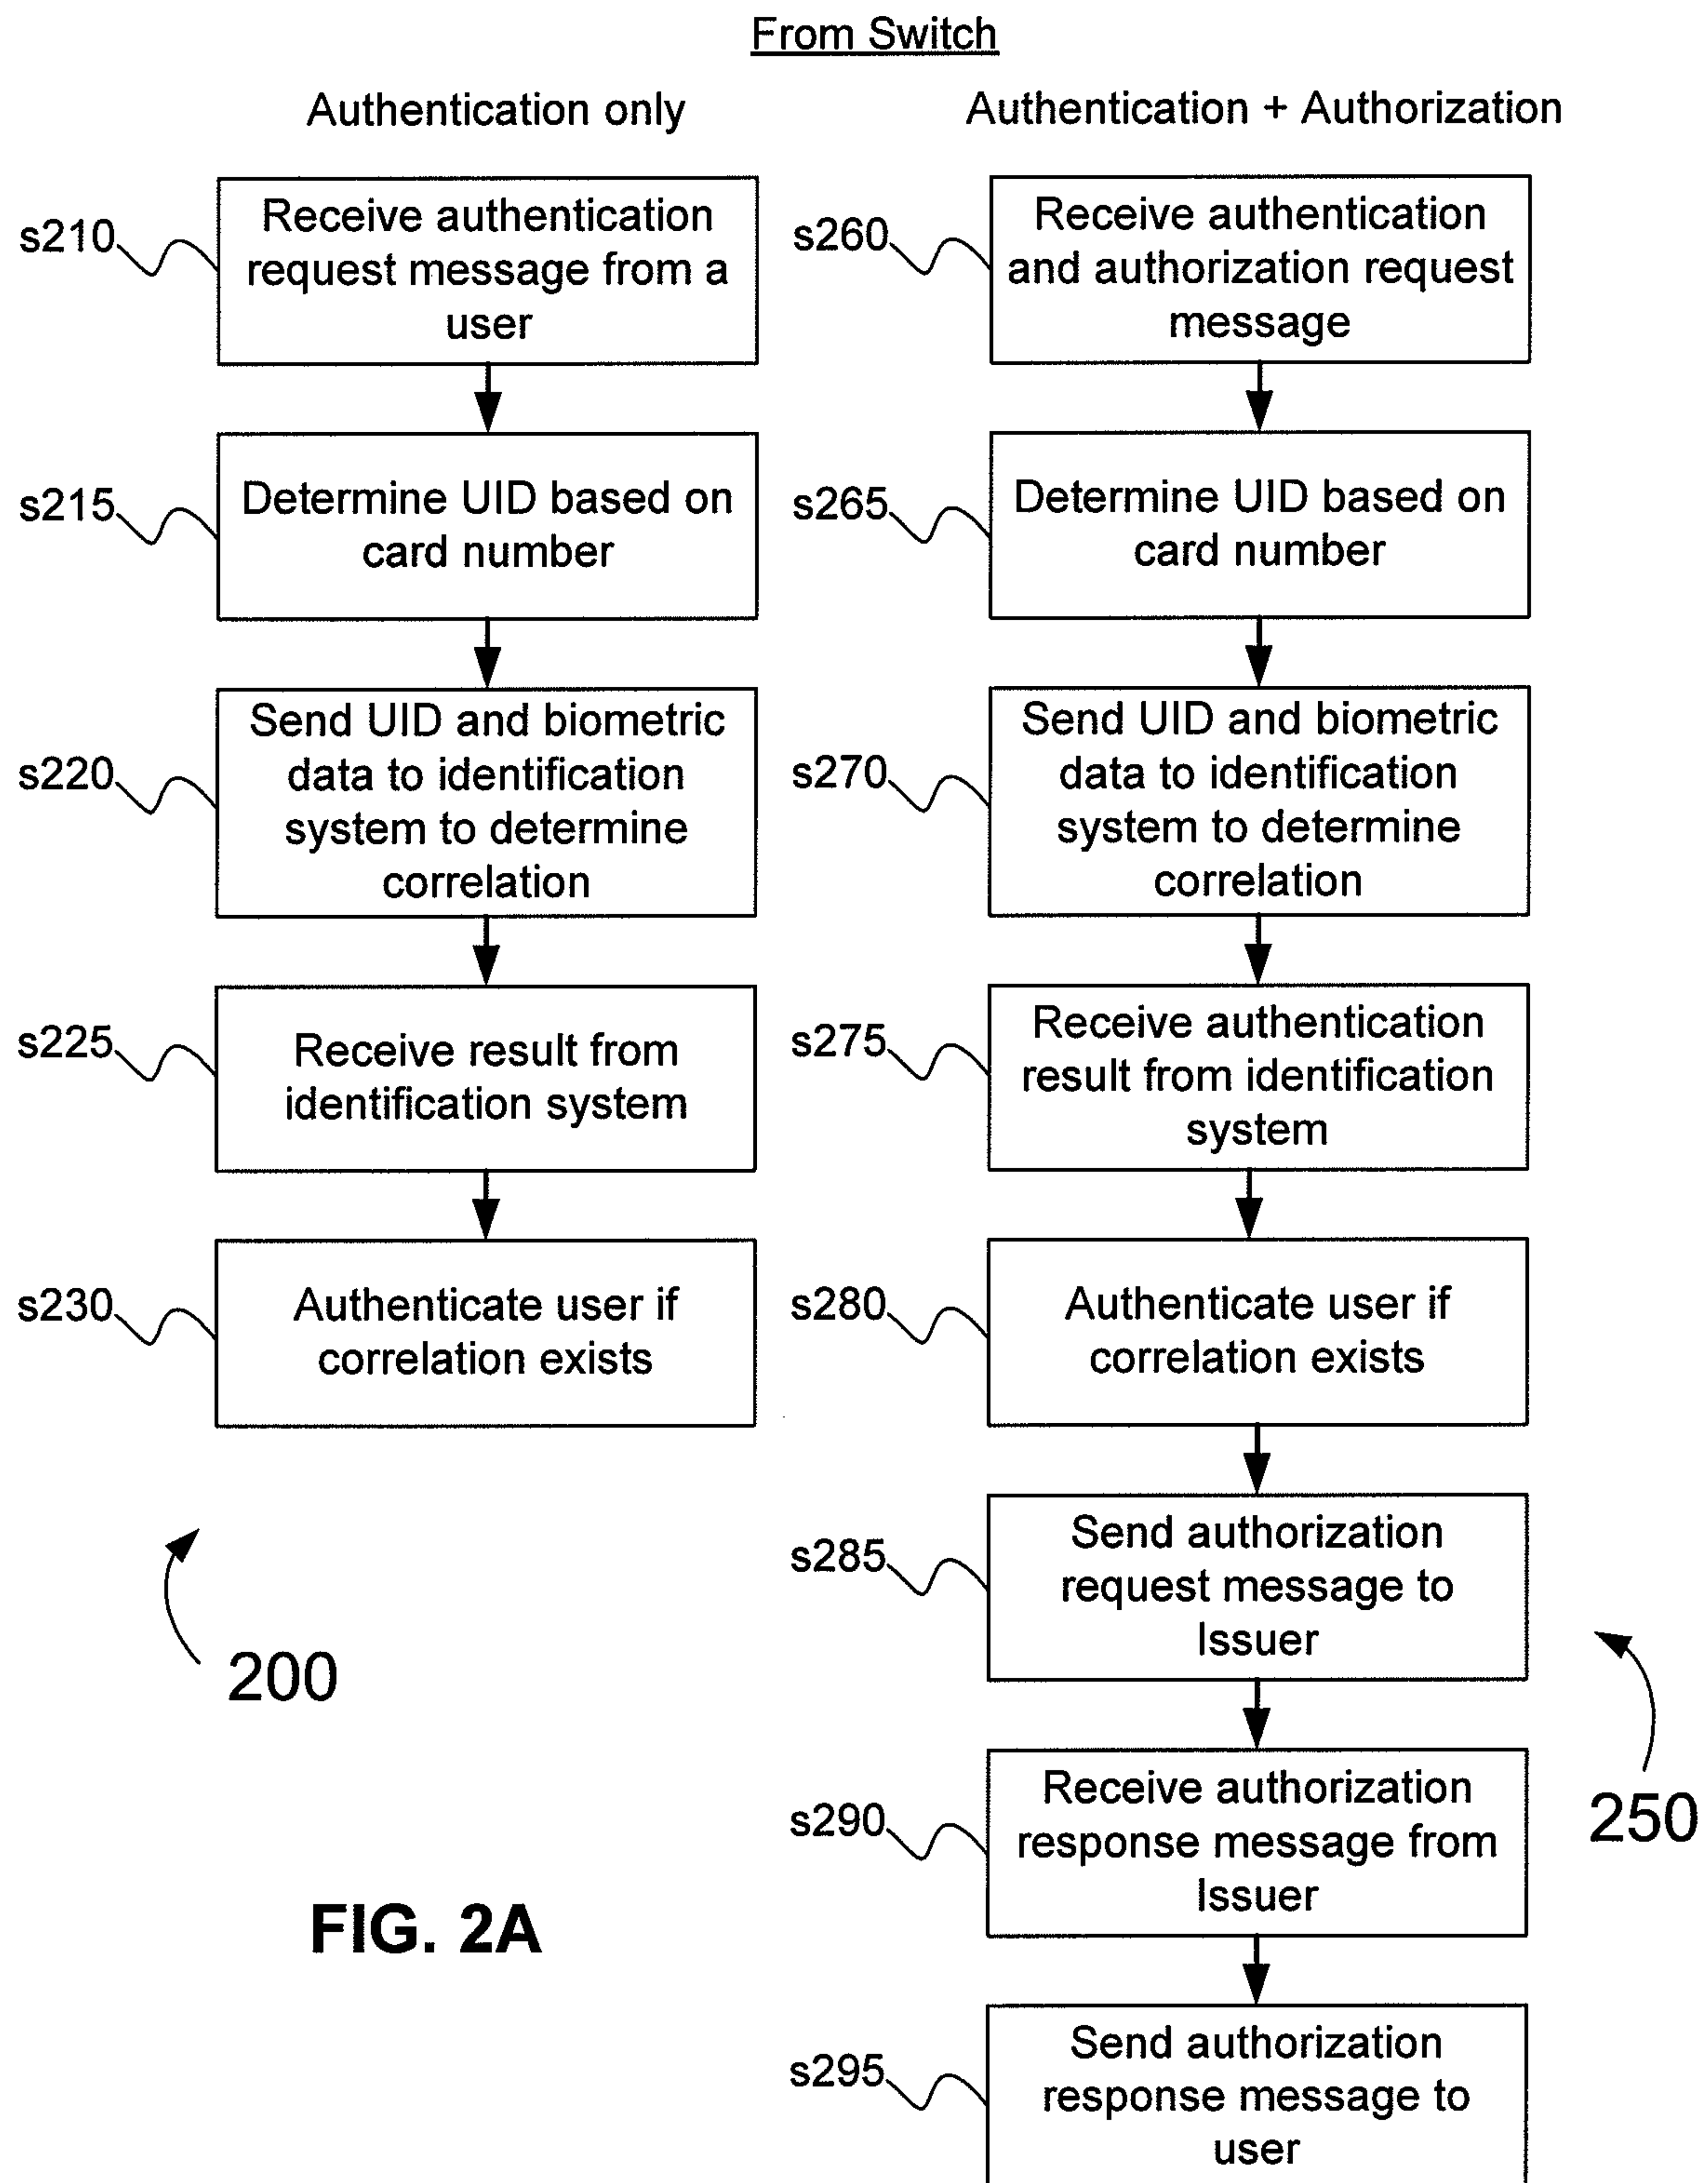 From Switch
Authentication only
s210
Receive authentication
request message from a
user
s215
Determine UID based on
card number
s220
Send UID and biometric
data to identification
system to determine
correlation
s225
Receive result from
identification system
s230
Authenticate user if
correlation exists
200
Authentication + Authorization
s260
Receive authentication
and authorization request
message
s265
Determine UID based on
card number
s270
Send UID and biometric
data to identification
system to determine
correlation
s275
Receive authentication
result from identification
system
s280
Authenticate user if
correlation exists
s285
Send authorization
request message to
Issuer
s290
Receive authorization
response message from
Issuer
s295
Send authorization
response message to
user
250
FIG. 2A